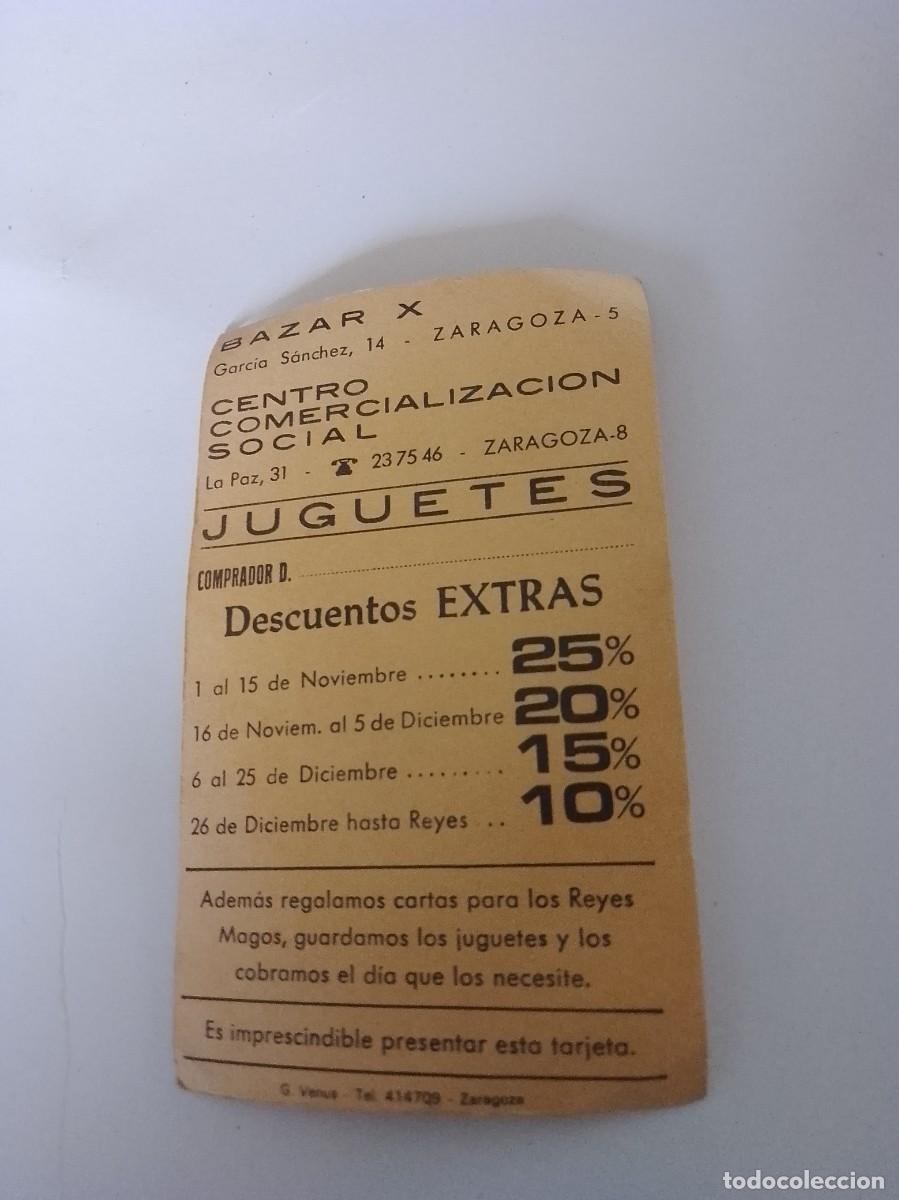 BAZAR X
García Sánchez, 14 - ZARAGOZA - 5
CENTRO
COMERCIALIZACION
SOCIAL
La Paz, 31 - ☎ 23 75 46 - ZARAGOZA-8
JUGUETES
COMPRADOR D. ........................................
Descuentos EXTRAS
1 al 15 de Noviembre ........ 25%
16 de Noviem. al 5 de Diciembre 20%
6 al 25 de Diciembre ......... 15%
26 de Diciembre hasta Reyes ... 10%
Además regalamos cartas para los Reyes
Magos, guardamos los juguetes y los
cobramos el día que los necesite.
Es imprescindible presentar esta tarjeta.
G. Venus - Tel. 414709 - Zaragoza
todocoleccion